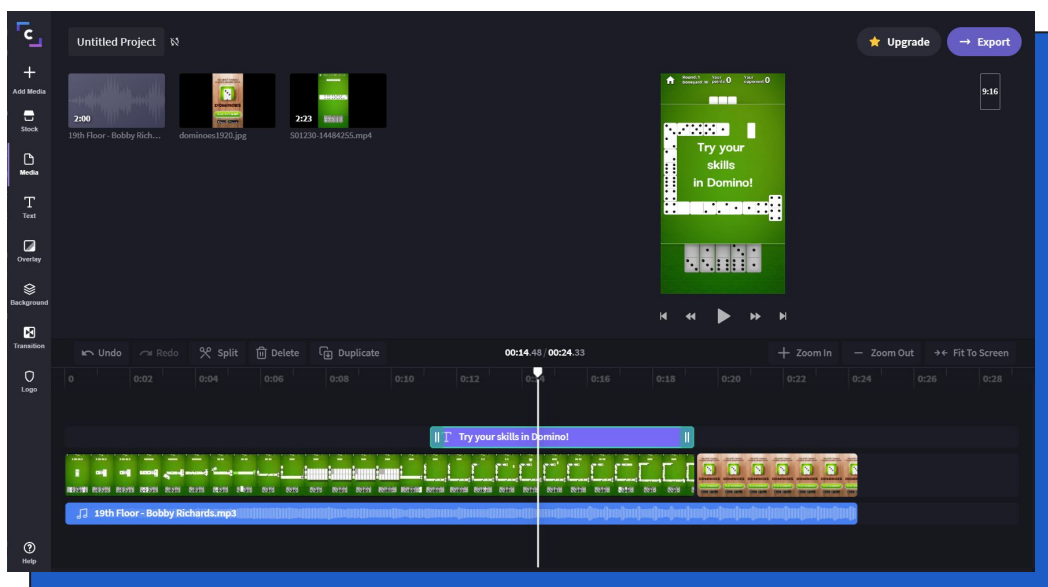 C
Untitled Project
Upgrade
Export
Add Media
Stock
Media
Text
Overlay
Background
Transition
Logo
Help
2:00
19th Floor - Bobby Rich...
dominoes1920.jpg
2:23
S01230-14484255.mp4
9:16
Try your
skills
in Domino!
Undo
Redo
Split
Delete
Duplicate
00:14.48 / 00:24.33
Zoom In
Zoom Out
Fit To Screen
0 0:02 0:04 0:06 0:08 0:10 0:12 0:14 0:16 0:18 0:20 0:22 0:24 0:26 0:28
T Try your skills in Domino!
19th Floor - Bobby Richards.mp3